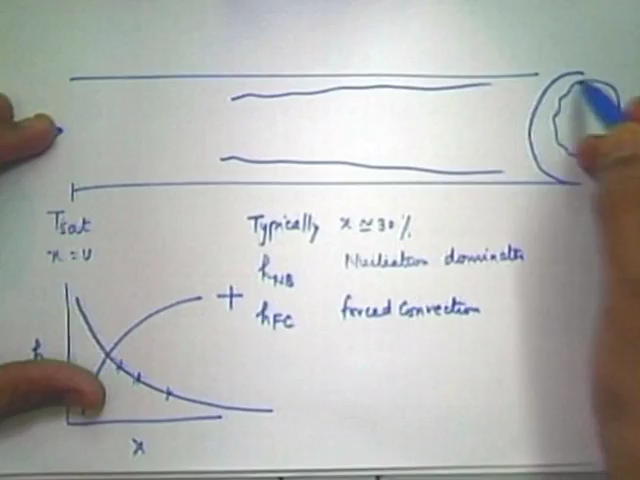 Tsat
x = 0
Typically x ≃ 30%
hNB Nucleation dominates
+
hFC forced Convection
h
x